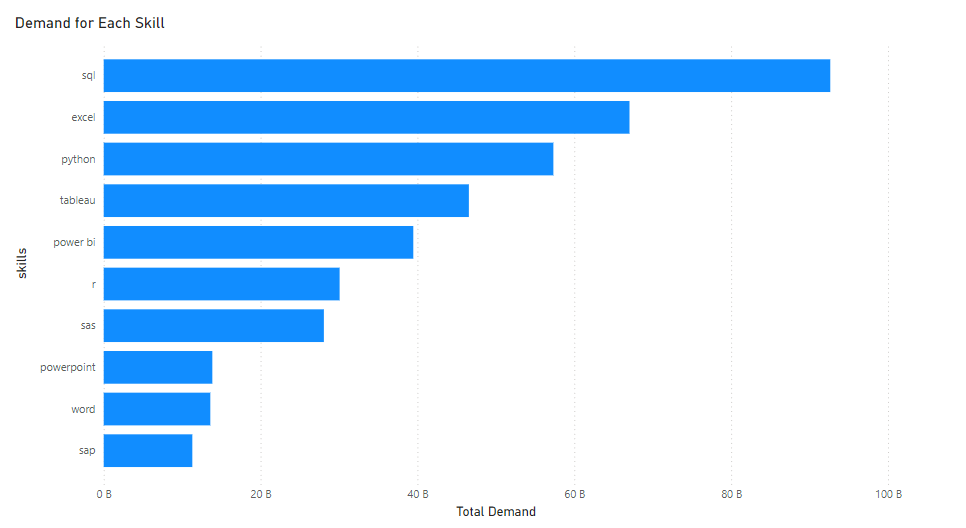 Demand for Each Skill
sql
excel
python
tableau
power bi
r
sas
powerpoint
word
sap
skills
0 B 20 B 40 B 60 B 80 B 100 B
Total Demand